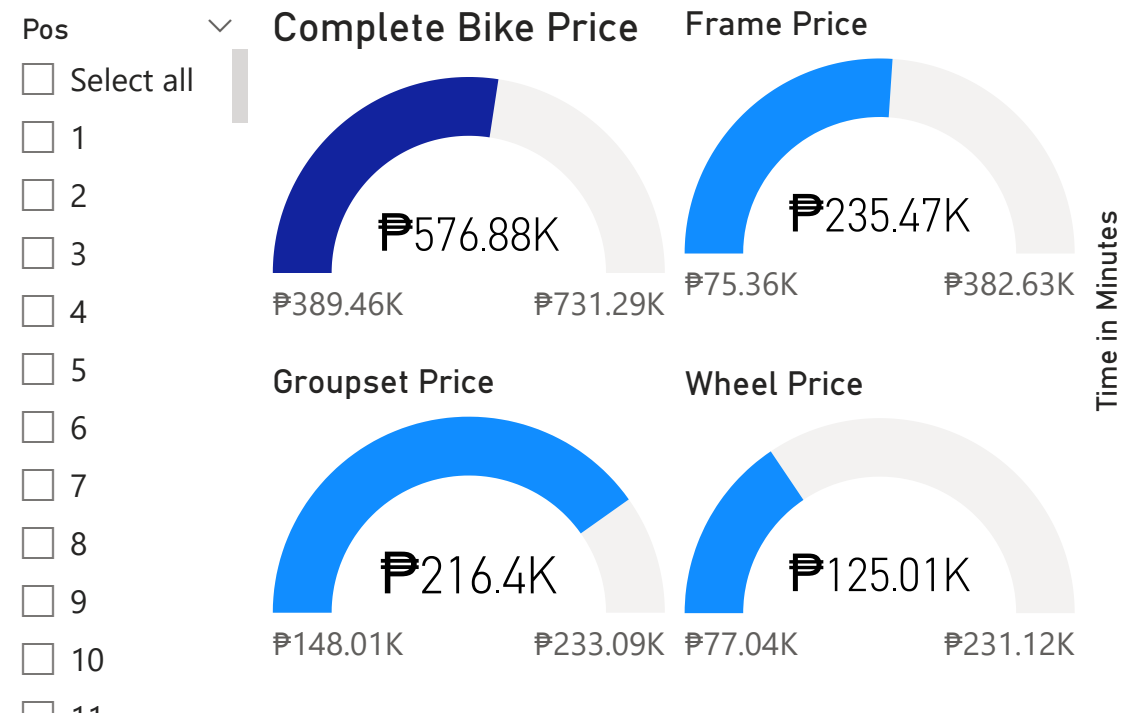 Pos
Select all
1
2
3
4
5
6
7
8
9
10
11
Complete Bike Price
₱576.88K
₱389.46K ₱731.29K
Frame Price
₱235.47K
₱75.36K ₱382.63K
Groupset Price
₱216.4K
₱148.01K ₱233.09K
Wheel Price
₱125.01K
₱77.04K ₱231.12K
Time in Minutes